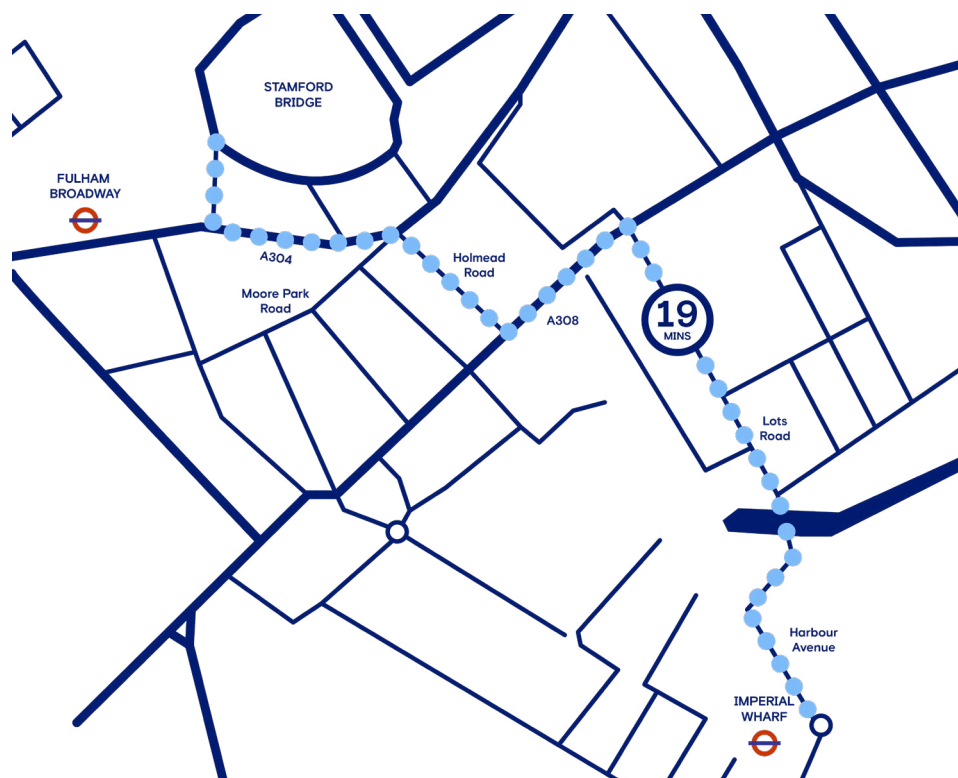 STAMFORD
BRIDGE
FULHAM
BROADWAY
A304
Holmead
Road
Moore Park
Road
A308
19
MINS
Lots
Road
Harbour
Avenue
IMPERIAL
WHARF